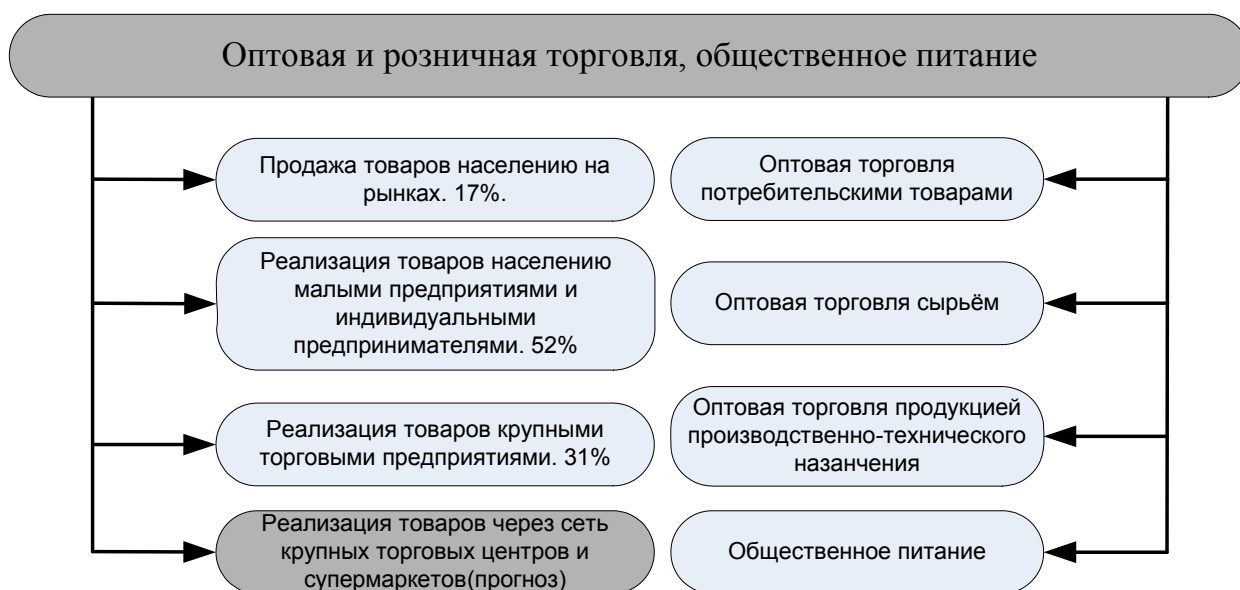 Оптовая и розничная торговля, общественное питание
Продажа товаров населению на
рынках. 17%.
Реализация товаров населению
малыми предприятиями и
индивидуальными
предпринимателями. 52%
Реализация товаров крупными
торговыми предприятиями. 31%
Реализация товаров через сеть
крупных торговых центров и
супермаркетов(прогноз)
Оптовая торговля
потребительскими товарами
Оптовая торговля сырьём
Оптовая торговля продукцией
производственно-технического
назанчения
Общественное питание